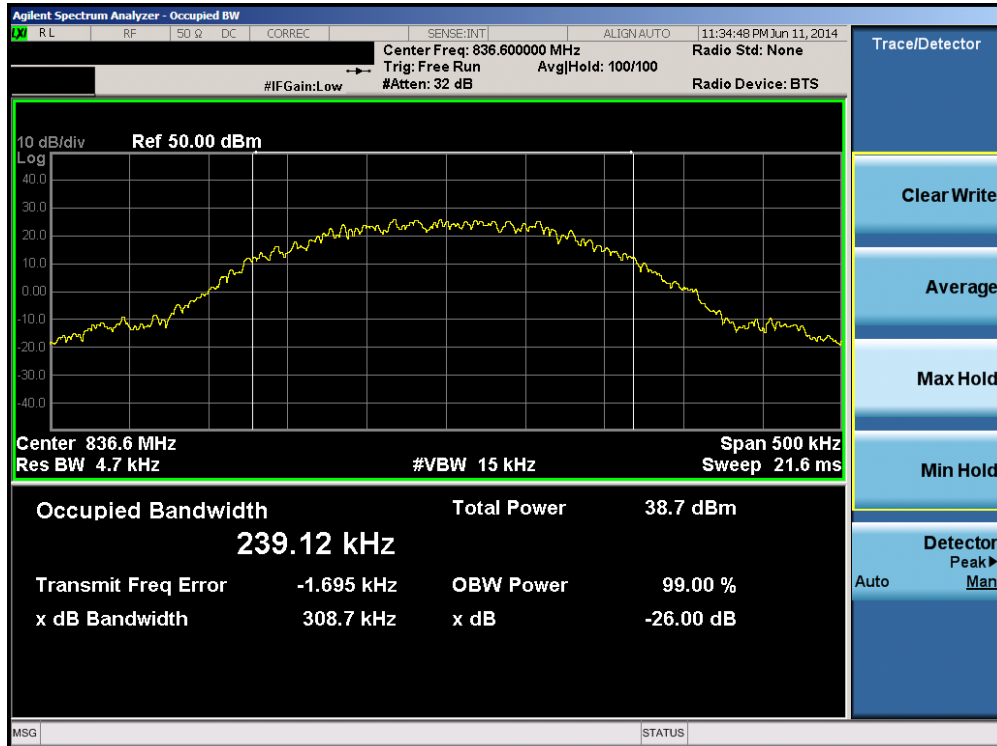 Agilent Spectrum Analyzer - Occupied BW
LXI RL RF 50 Ω DC CORREC SENSE:INT ALIGN AUTO 11:34:48 PM Jun 11, 2014
Center Freq: 836.600000 MHz Radio Std: None
Trig: Free Run Avg|Hold: 100/100
#IFGain:Low #Atten: 32 dB Radio Device: BTS
10 dB/div Ref 50.00 dBm
Log
40.0
30.0
20.0
10.0
0.00
-10.0
-20.0
-30.0
-40.0
Center 836.6 MHz Span 500 kHz
Res BW 4.7 kHz #VBW 15 kHz Sweep 21.6 ms
Occupied Bandwidth Total Power 38.7 dBm
239.12 kHz
Transmit Freq Error -1.695 kHz OBW Power 99.00 %
x dB Bandwidth 308.7 kHz x dB -26.00 dB
MSG STATUS
Trace/Detector
Clear Write
Average
Max Hold
Min Hold
Detector
Peak▶
Auto Man